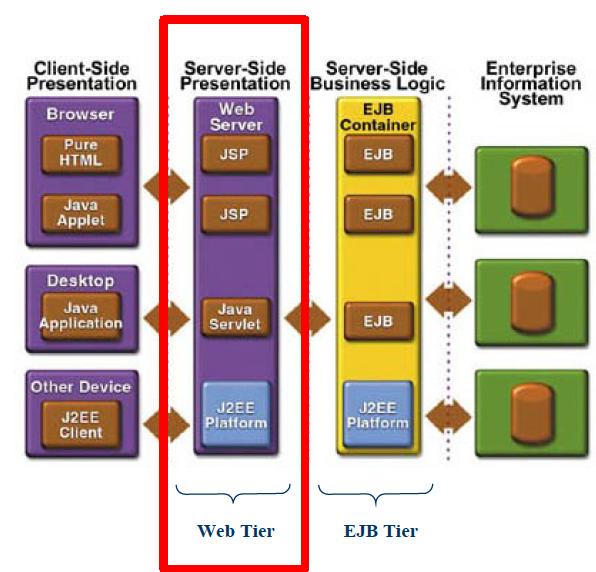 Client-Side
Presentation
Server-Side
Presentation
Server-Side
Business Logic
Enterprise
Information
System
Browser
Pure
HTML
Java
Applet
Desktop
Java
Application
Other Device
J2EE
Client
Web
Server
JSP
JSP
Java
Servlet
J2EE
Platform
EJB
Container
EJB
EJB
EJB
J2EE
Platform
Web Tier
EJB Tier